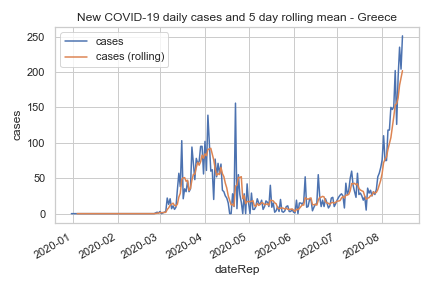 New COVID-19 daily cases and 5 day rolling mean - Greece
cases
cases (rolling)
250
200
150
100
50
0
cases
2020-01
2020-02
2020-03
2020-04
2020-05
2020-06
2020-07
2020-08
dateRep